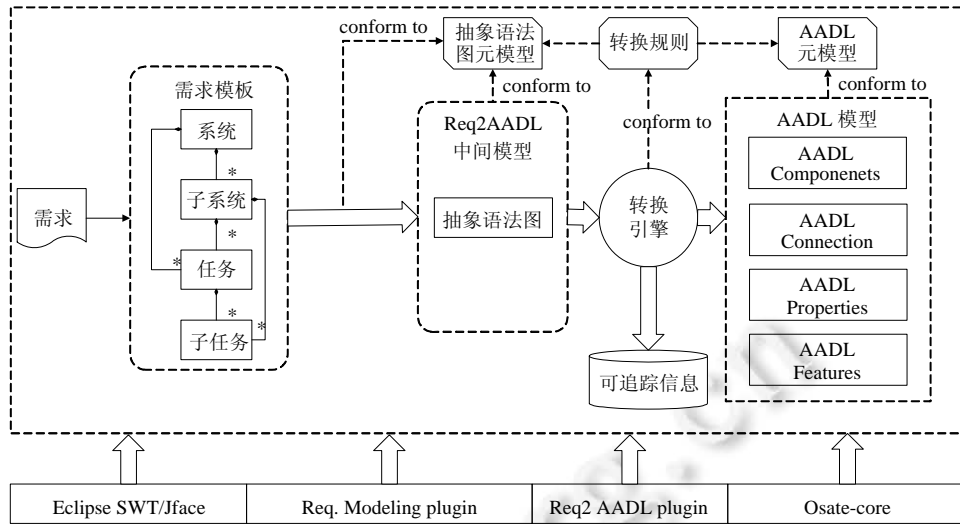 conform to
抽象语法
图元模型
转换规则
AADL
元模型
conform to
conform to
conform to
需求模板
系统
*
子系统
*
任务
*
*
子任务
*
需求
Req2AADL
中间模型
抽象语法图
转换
引擎
可追踪信息
AADL 模型
AADL
Componenets
AADL
Connection
AADL
Properties
AADL
Features
Eclipse SWT/Jface
Req. Modeling plugin
Req2 AADL plugin
Osate-core